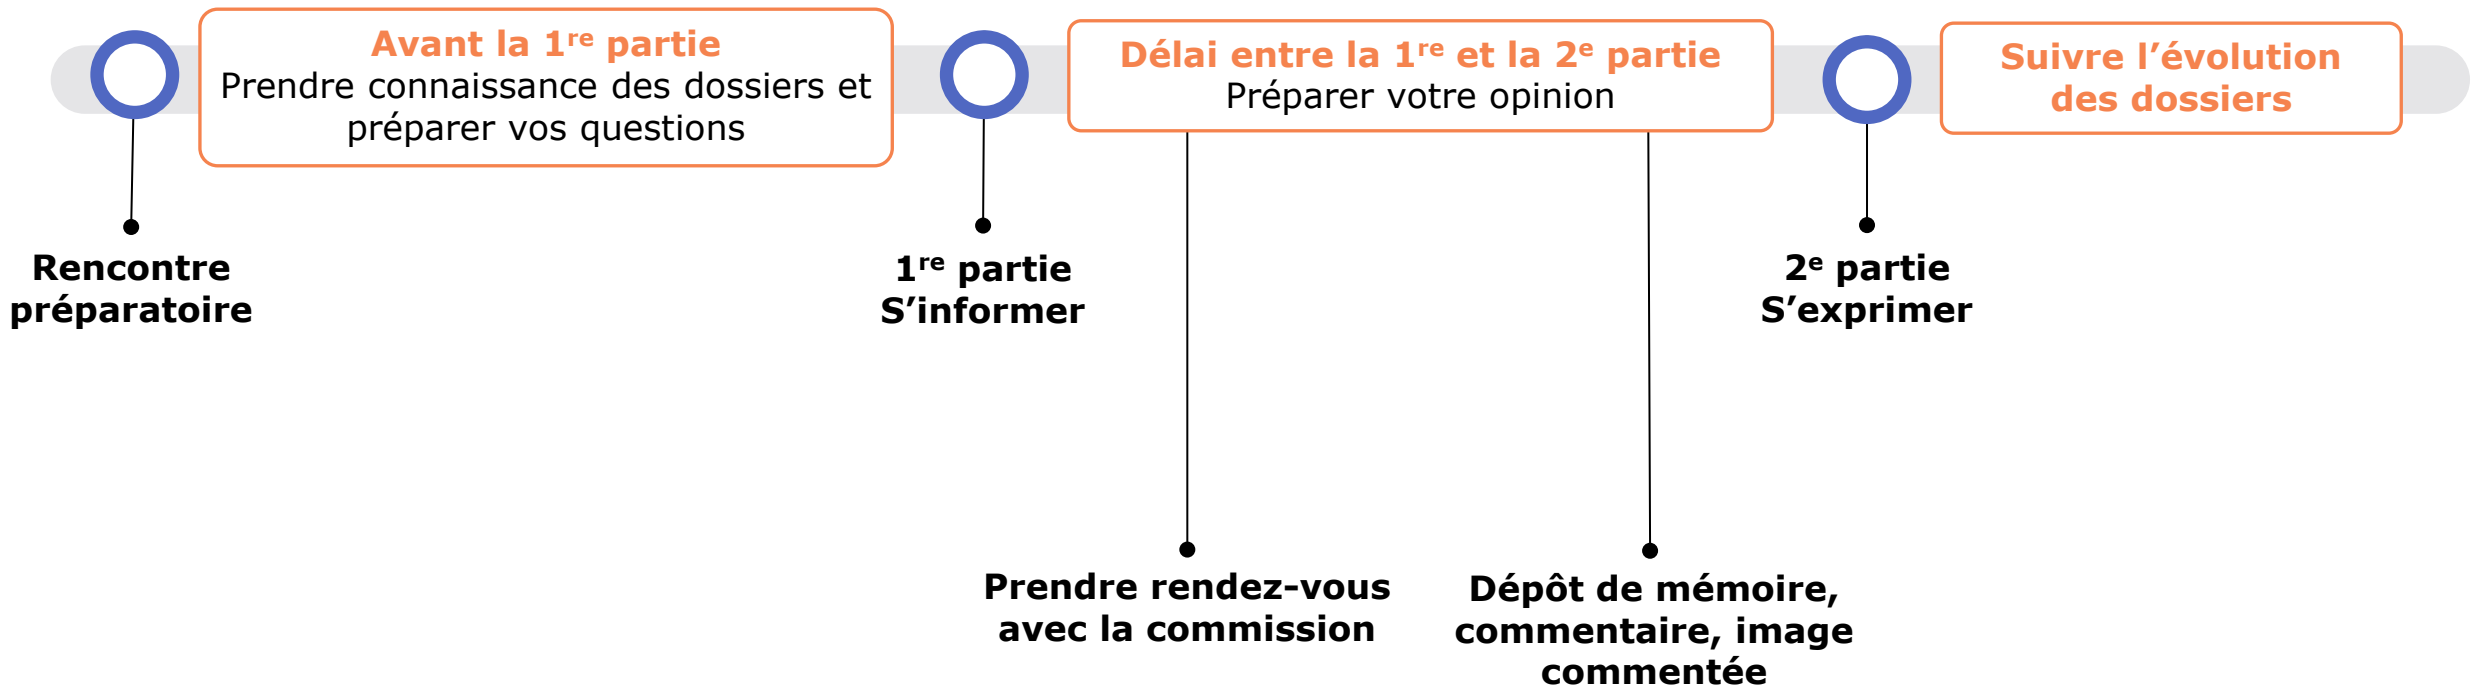 Avant la 1re partie
Prendre connaissance des dossiers et
préparer vos questions
Délai entre la 1re et la 2e partie
Préparer votre opinion
Suivre l’évolution
des dossiers
Rencontre
préparatoire
1re partie
S’informer
2e partie
S’exprimer
Prendre rendez-vous
avec la commission
Dépôt de mémoire,
commentaire, image
commentée